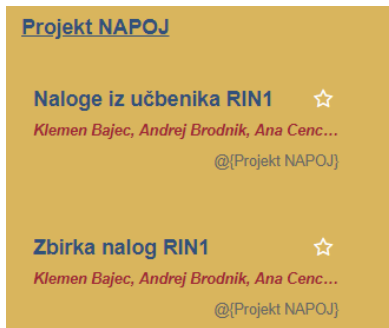 Projekt NAPOJ
Naloge iz učbenika RIN1
Klemen Bajec, Andrej Brodnik, Ana Cenc…
@{Projekt NAPOJ}
Zbirka nalog RIN1
Klemen Bajec, Andrej Brodnik, Ana Cenc…
@{Projekt NAPOJ}